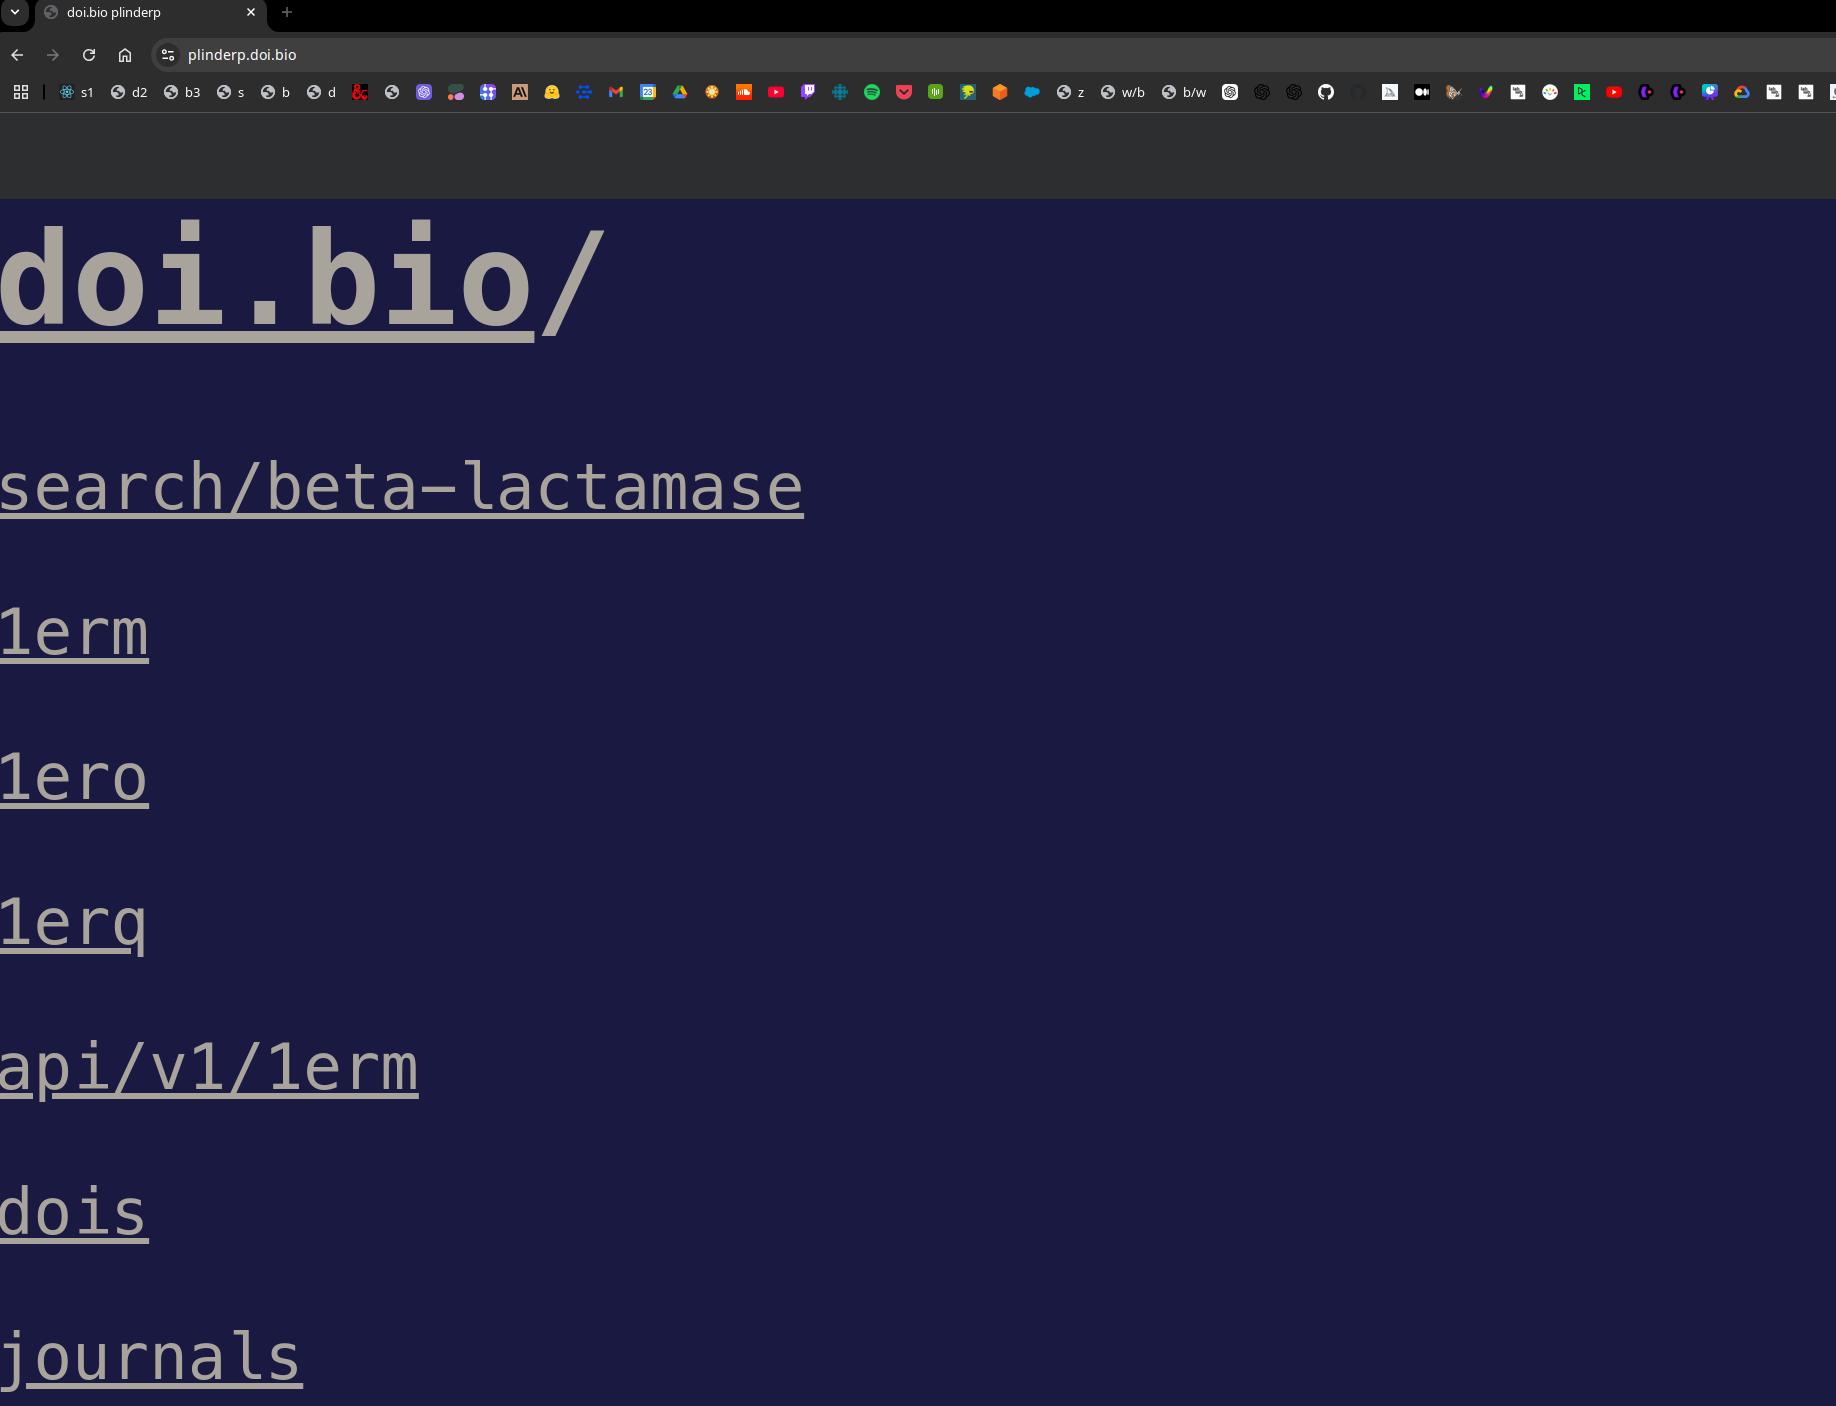 doi.bio plinderp
plinderp.doi.bio
s1 d2 b3 s b d 23 z w/b b/w
doi.bio/
search/beta-lactamase
1erm
1ero
1erq
api/v1/1erm
dois
journals